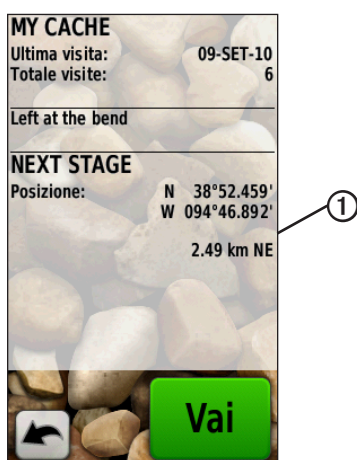 MY CACHE
Ultima visita: 09-SET-10
Totale visite: 6
Left at the bend
NEXT STAGE
Posizione: N 38°52.459'
W 094°46.892'
2.49 km NE
①
Vai